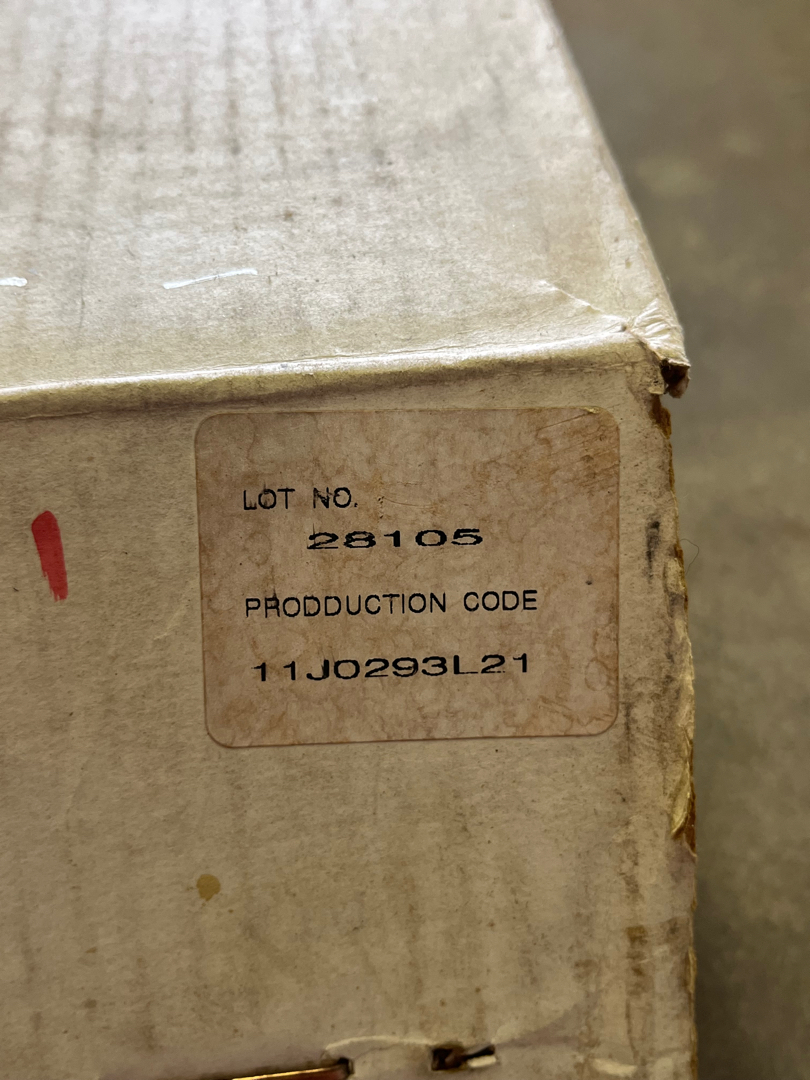 LOT NO.
28105
PRODDUCTION CODE
11J0293L21